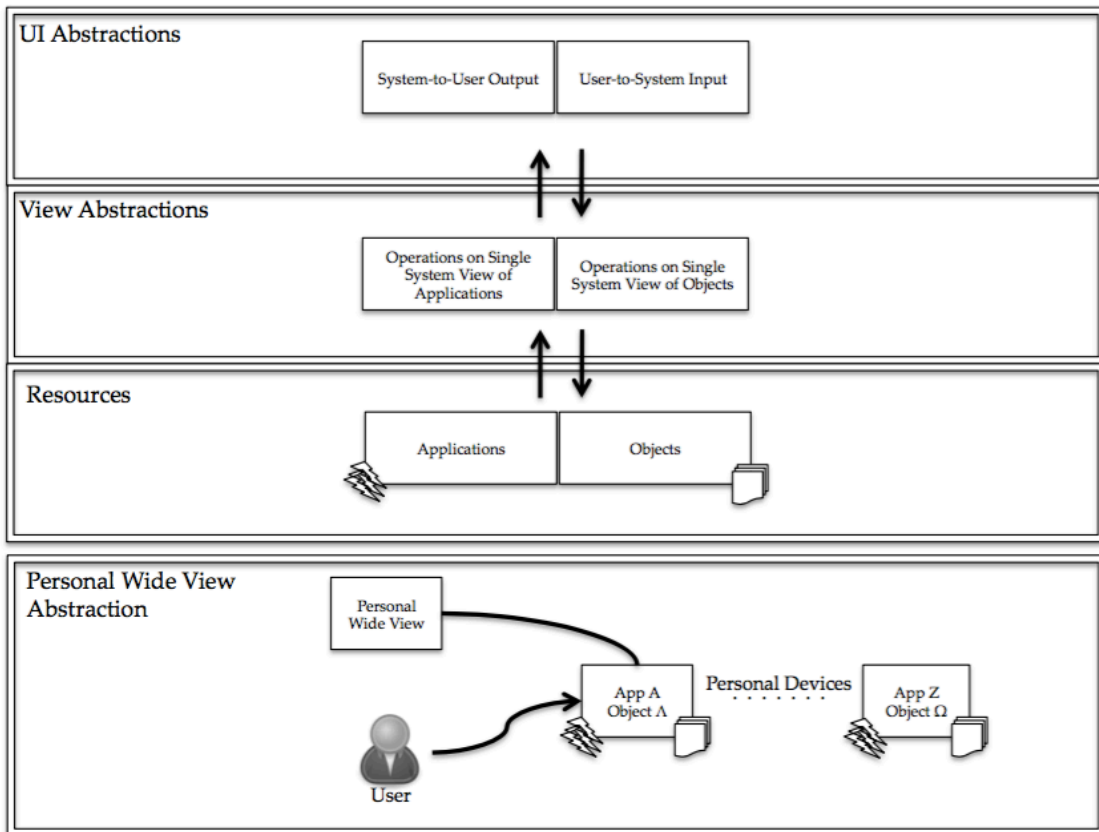 UI Abstractions
System-to-User Output
User-to-System Input
View Abstractions
Operations on Single
System View of
Applications
Operations on Single
System View of Objects
Resources
Applications
Objects
Personal Wide View
Abstraction
Personal
Wide View
App A
Object Λ
Personal Devices
. . . . . . .
App Z
Object Ω
User